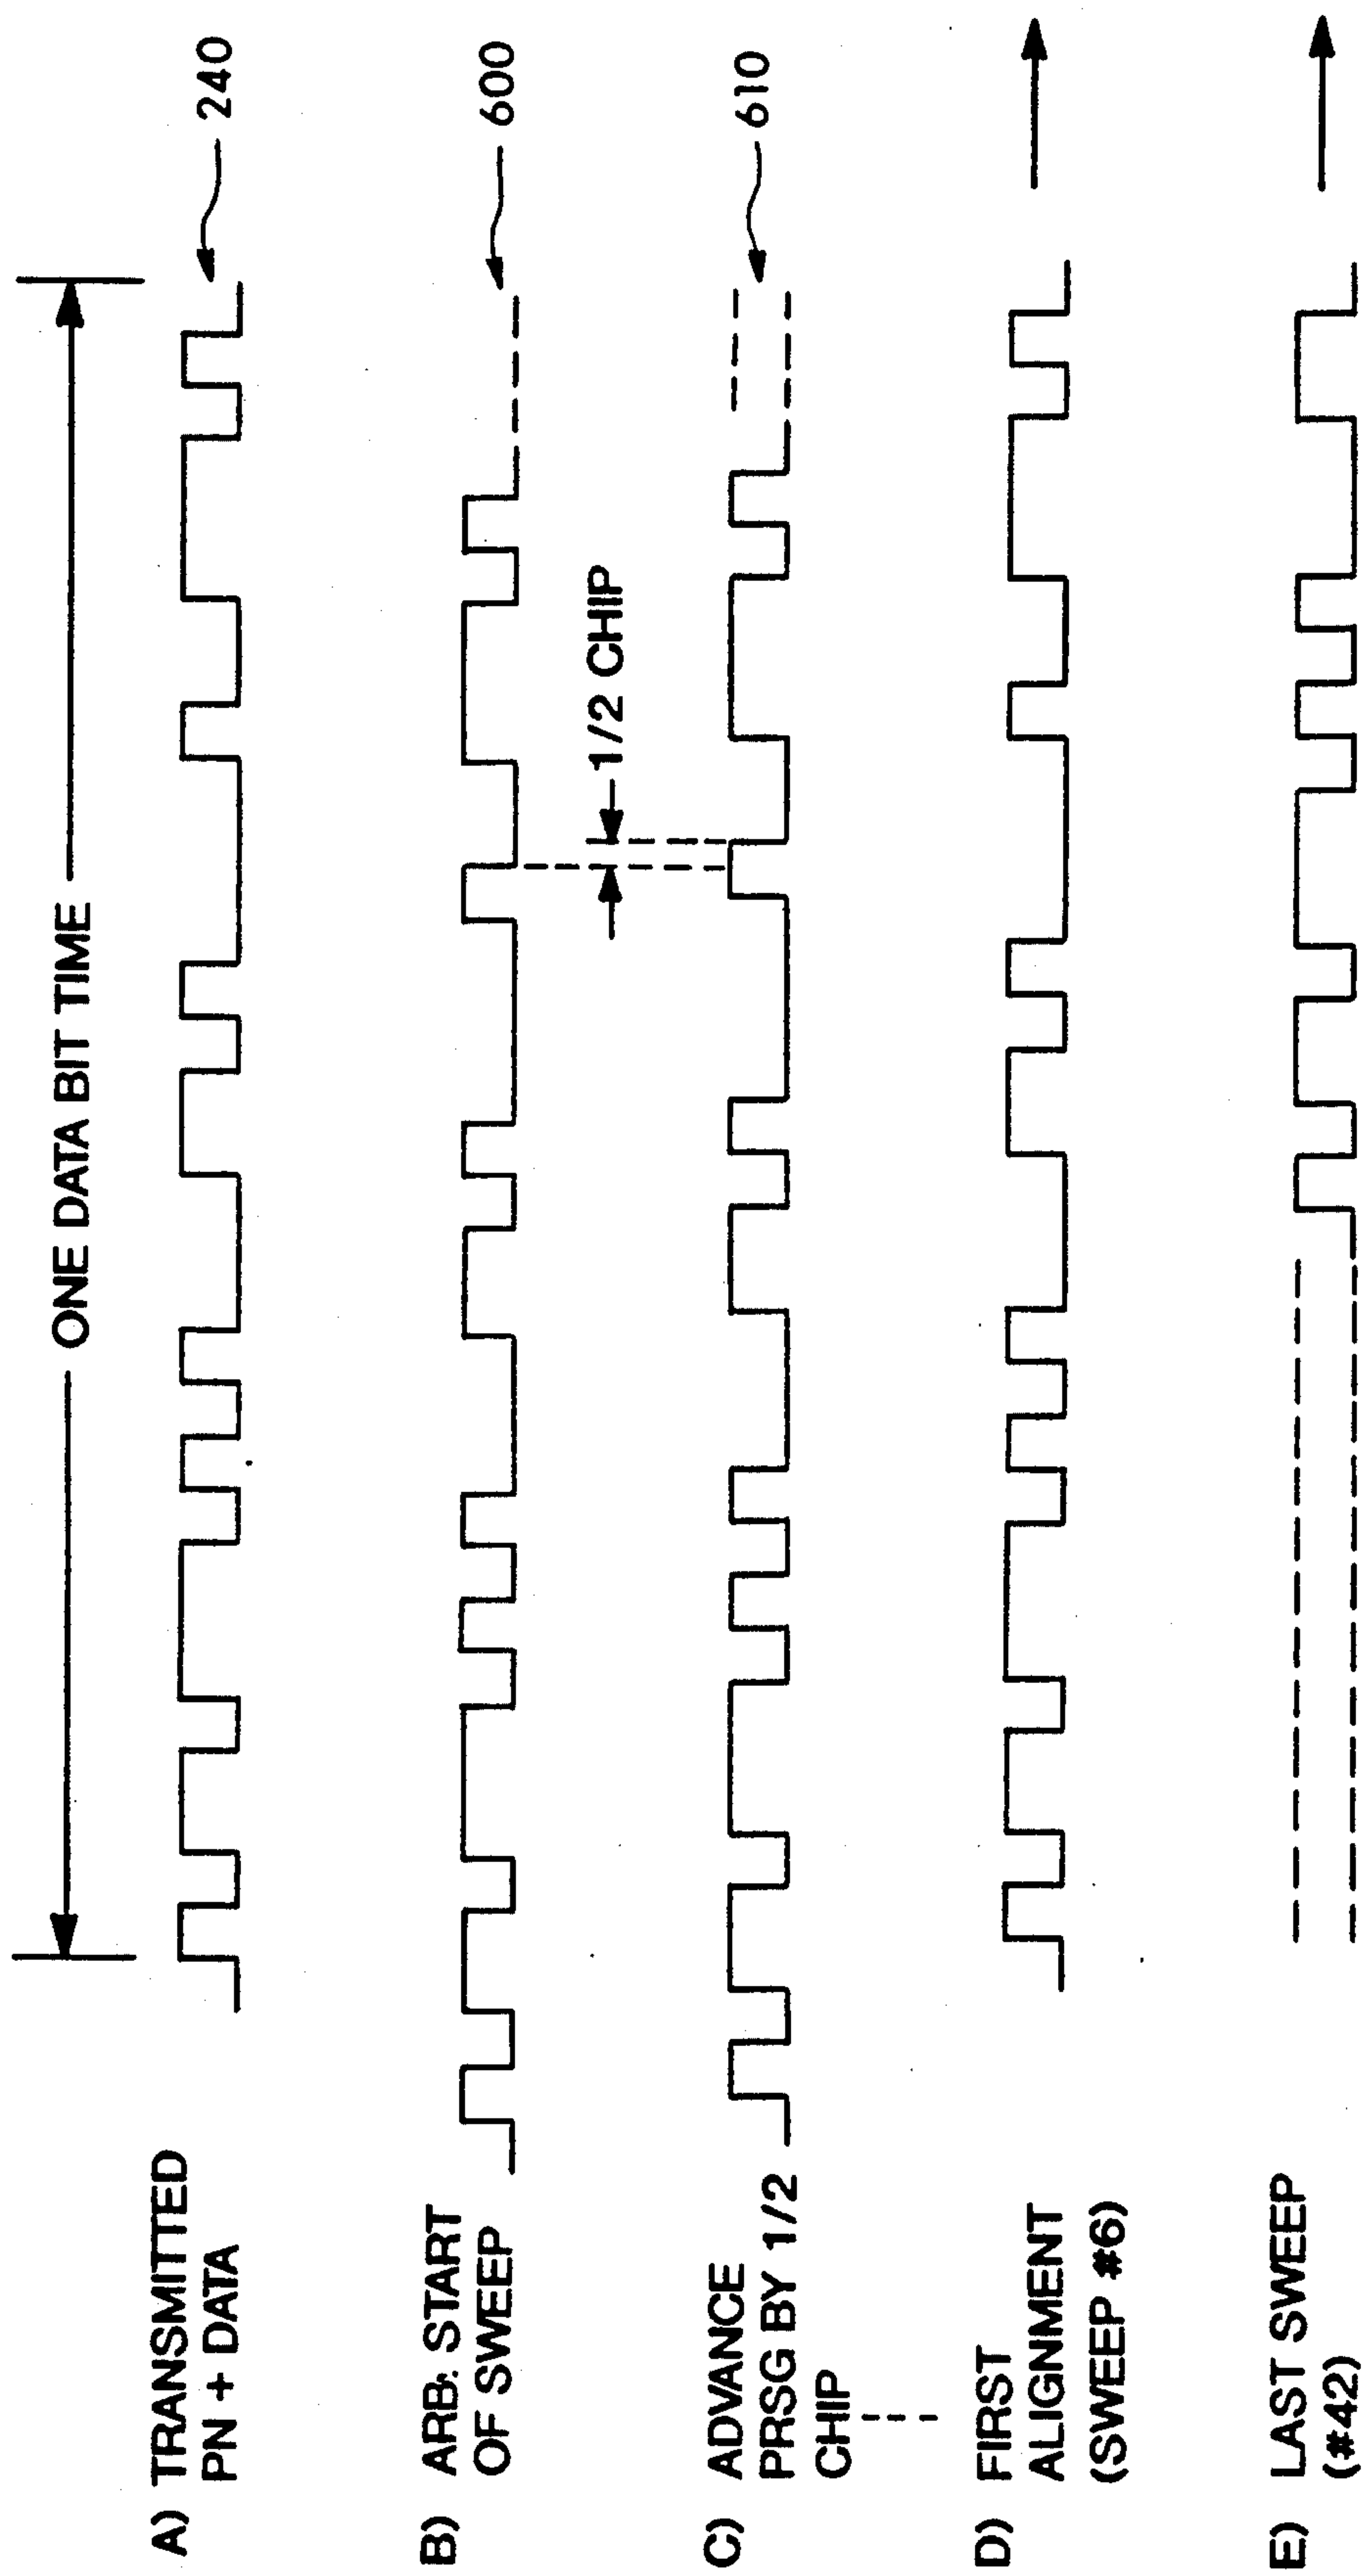 ONE DATA BIT TIME
A) TRANSMITTED
PN + DATA
240
B) ARB. START
OF SWEEP
600
1/2 CHIP
C) ADVANCE
PRSG BY 1/2
CHIP
610
D) FIRST
ALIGNMENT
(SWEEP #6)
E) LAST SWEEP
(#42)